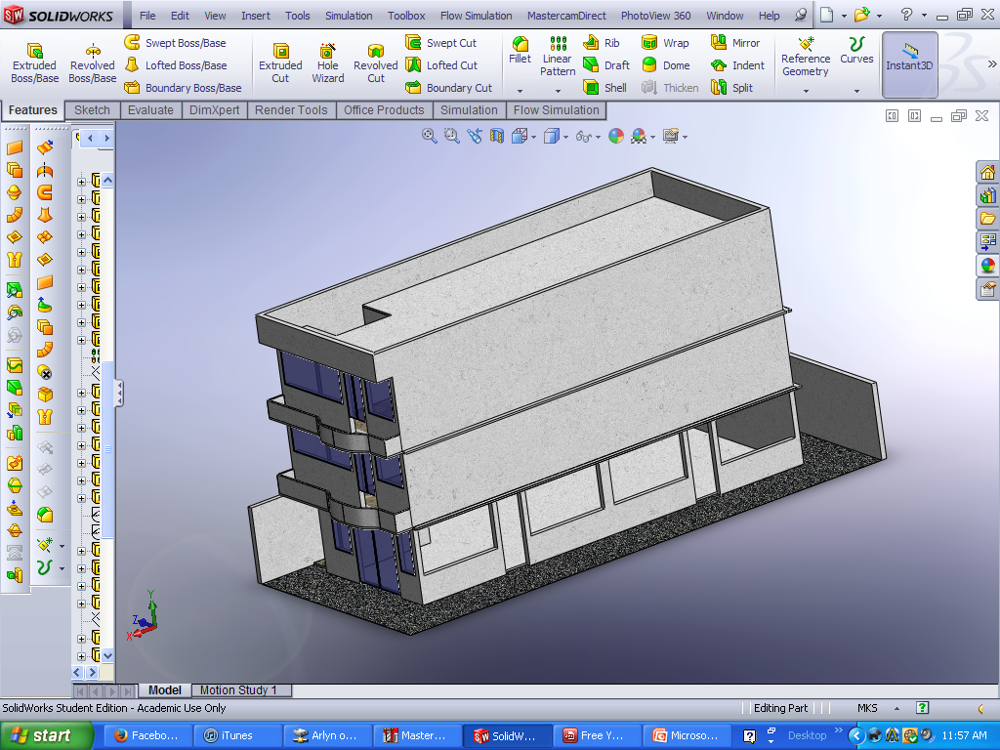 SOLIDWORKS File Edit View Insert Tools Simulation Toolbox Flow Simulation MastercamDirect PhotoView 360 Window Help ?
Extruded Boss/Base
Revolved Boss/Base
Swept Boss/Base
Lofted Boss/Base
Boundary Boss/Base
Extruded Cut
Hole Wizard
Revolved Cut
Swept Cut
Lofted Cut
Boundary Cut
Fillet
Linear Pattern
Rib
Draft
Shell
Wrap
Dome
Thicken
Mirror
Indent
Split
Reference Geometry
Curves
Instant3D
Features Sketch Evaluate DimXpert Render Tools Office Products Simulation Flow Simulation
Y
Z
X
Model Motion Study 1
SolidWorks Student Edition - Academic Use Only Editing Part MKS ?
start Facebo... iTunes Arlyn o... Master... SolidW... Free Y... Microso... ? Desktop » 11:57 AM